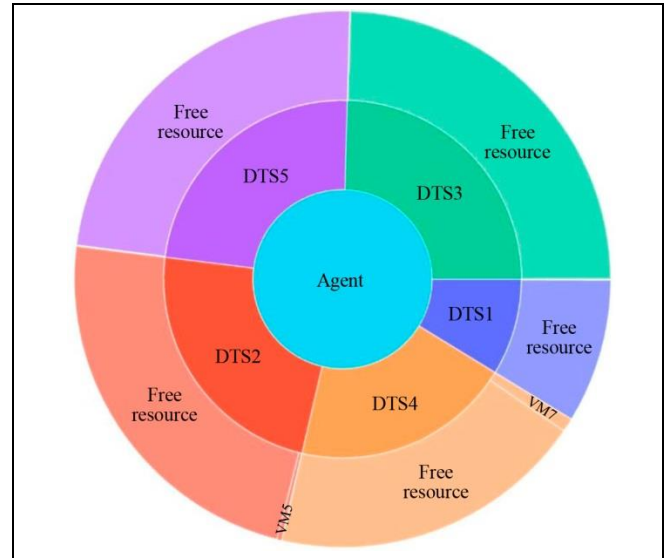 Free
resource
Free
resource
DTS5
DTS3
Agent
DTS1
Free
resource
DTS2
DTS4
Free
resource
VM7
Free
resource
VM5